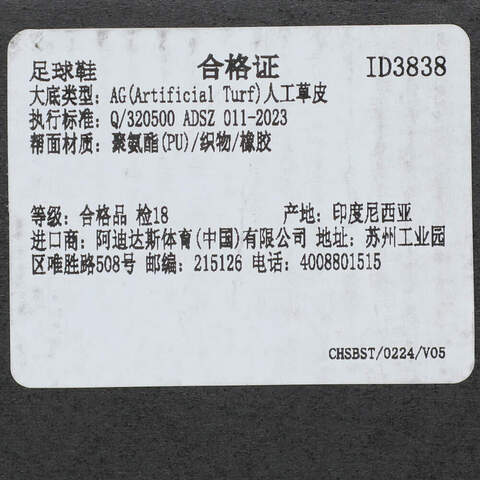 足球鞋 合格证 ID3838
大底类型: AG(Artificial Turf)人工草皮
执行标准: Q/320500 ADSZ 011-2023
帮面材质: 聚氨酯(PU)/织物/橡胶
等级: 合格品 检18 产地: 印度尼西亚
进口商: 阿迪达斯体育(中国)有限公司 地址: 苏州工业园
区唯胜路508号 邮编: 215126 电话: 4008801515
CHSBST/0224/V05